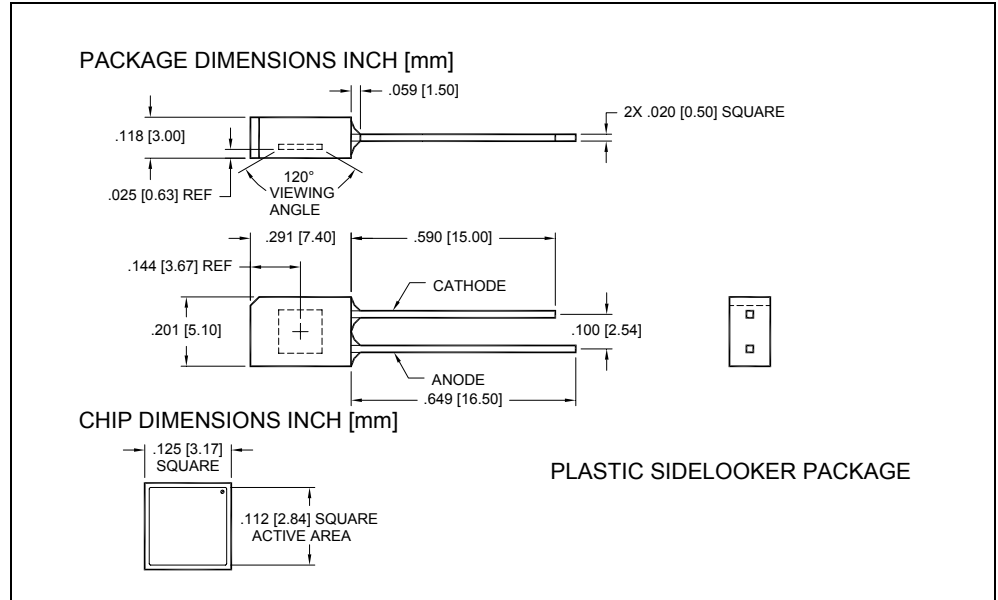 PACKAGE DIMENSIONS INCH [mm]
.059 [1.50]
2X .020 [0.50] SQUARE
.118 [3.00]
.025 [0.63] REF
120°
VIEWING
ANGLE
.291 [7.40]
.590 [15.00]
.144 [3.67] REF
CATHODE
.201 [5.10]
.100 [2.54]
ANODE
.649 [16.50]
CHIP DIMENSIONS INCH [mm]
.125 [3.17]
SQUARE
PLASTIC SIDELOOKER PACKAGE
.112 [2.84] SQUARE
ACTIVE AREA